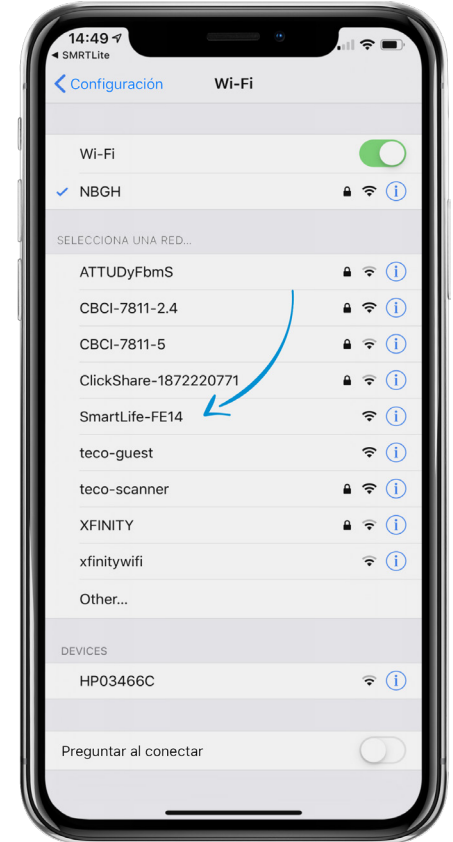 14:49
SMRTLite
Configuración
Wi-Fi
Wi-Fi
NBGH
SELECCIONA UNA RED...
ATTUDyFbmS
CBCI-7811-2.4
CBCI-7811-5
ClickShare-1872220771
SmartLife-FE14
teco-guest
teco-scanner
XFINITY
xfinitywifi
Other...
DEVICES
HP03466C
Preguntar al conectar